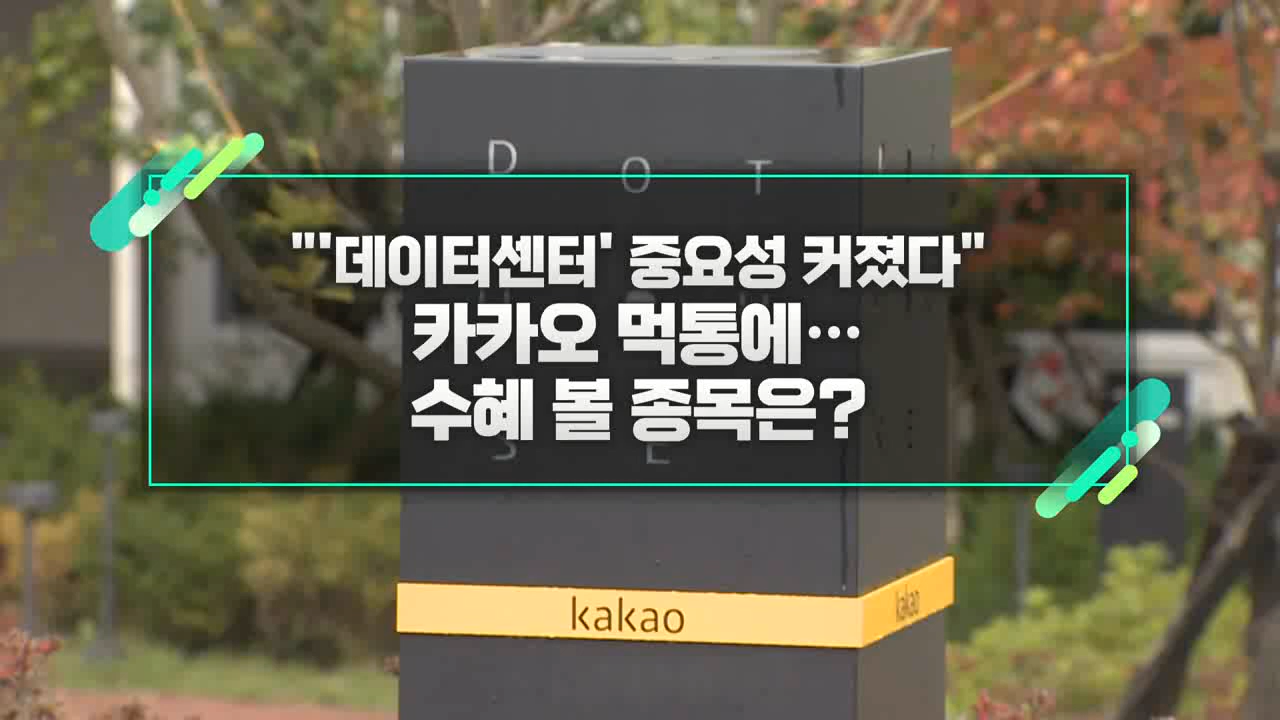 D O T
"'데이터센터' 중요성 커졌다"
카카오 먹통에…
수혜 볼 종목은?
S E
kakao
kakao